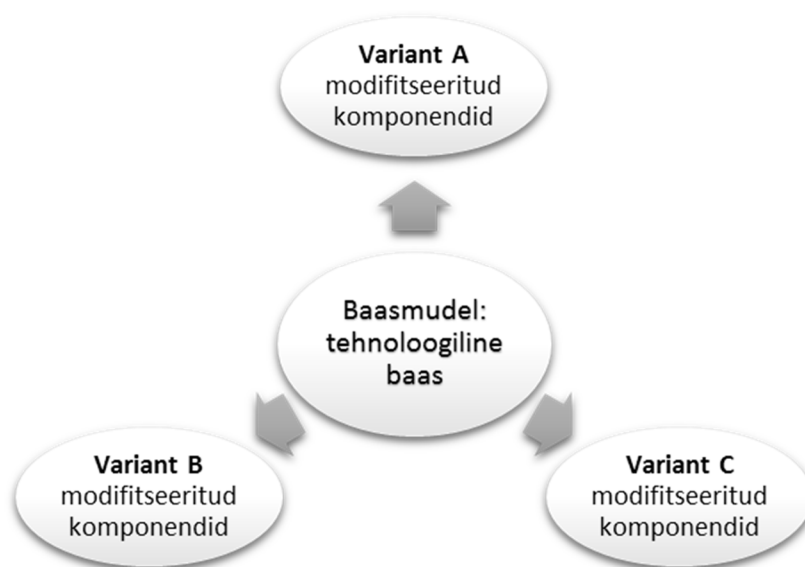 Variant A
modifitseeritud
komponendid
Baasmudel:
tehnoloogiline
baas
Variant B
modifitseeritud
komponendid
Variant C
modifitseeritud
komponendid